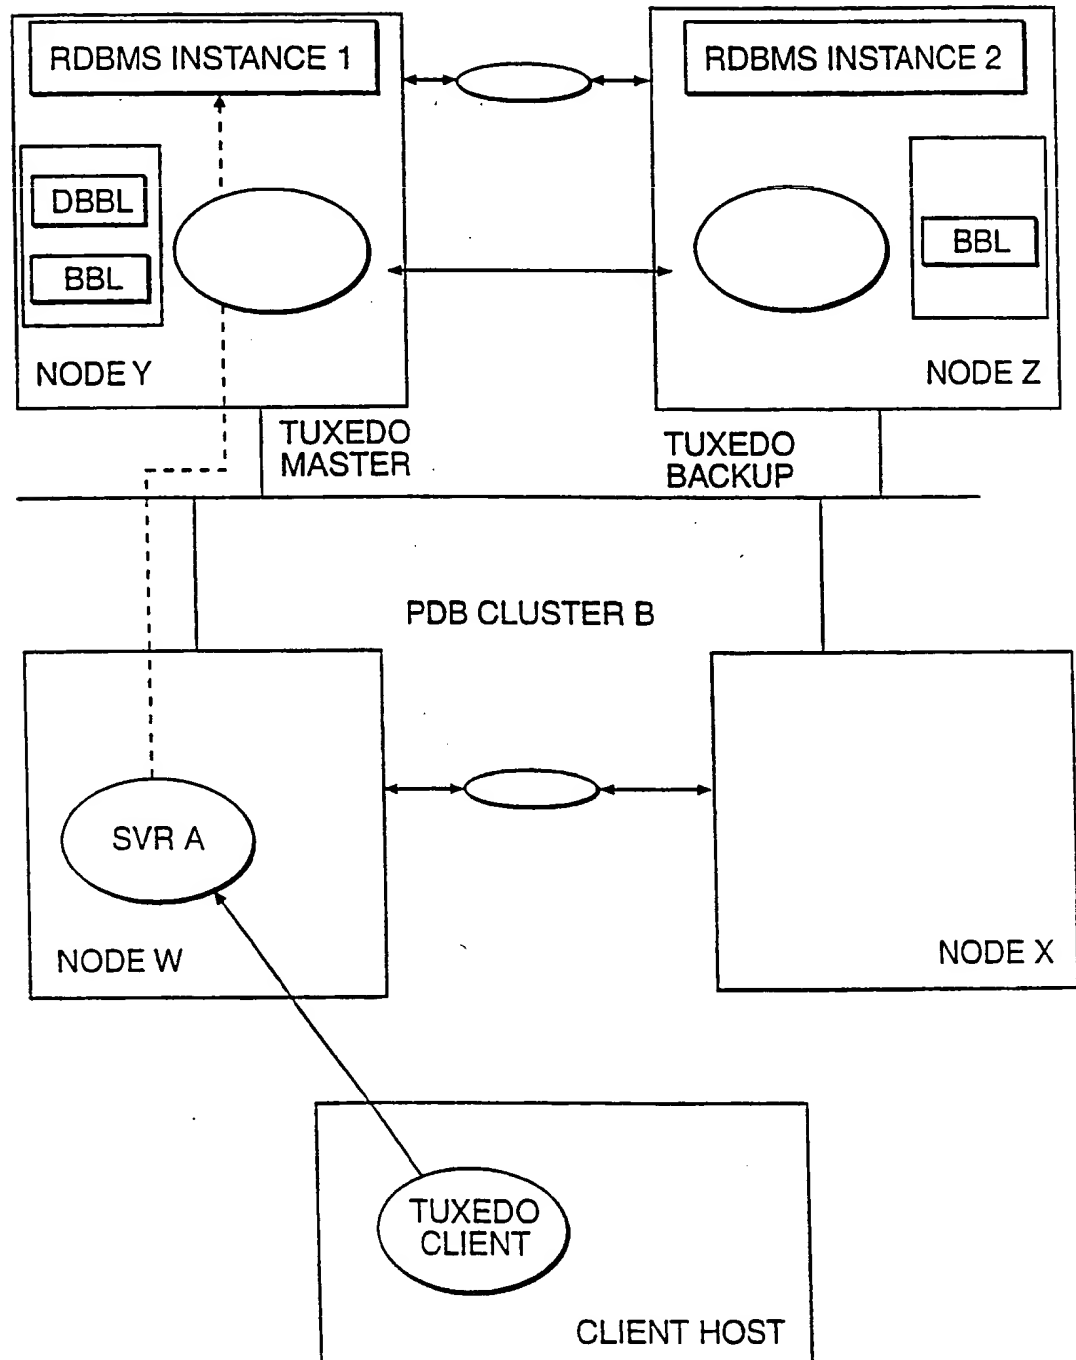 RDBMS INSTANCE 1
RDBMS INSTANCE 2
DBBL
BBL
BBL
NODE Y
NODE Z
TUXEDO
MASTER
TUXEDO
BACKUP
PDB CLUSTER B
SVR A
NODE W
NODE X
TUXEDO
CLIENT
CLIENT HOST